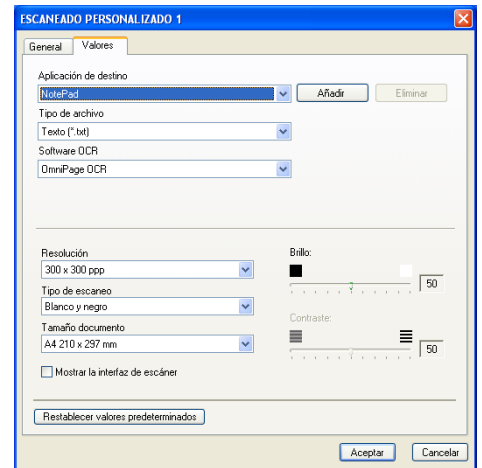 ESCANEADO PERSONALIZADO 1
General Valores
Aplicación de destino
NotePad Añadir Eliminar
Tipo de archivo
Texto (*.txt)
Software OCR
OmniPage OCR
Resolución Brillo:
300 x 300 ppp
50
Tipo de escaneo
Blanco y negro
Contraste:
Tamaño documento
A4 210 x 297 mm
50
Mostrar la interfaz de escáner
Restablecer valores predeterminados
Aceptar Cancelar